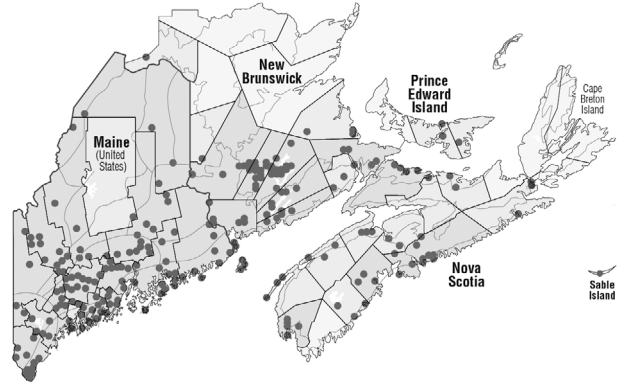 New
Brunswick
Prince
Edward
Island
Cape
Breton
Island
Maine
(United
States)
Nova
Scotia
Sable
Island